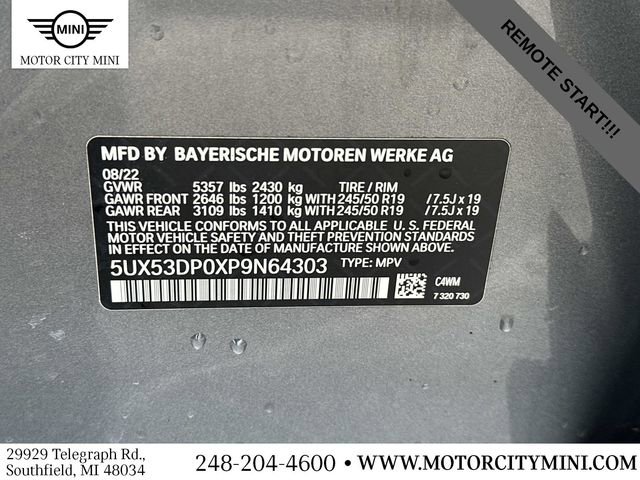 MINI
MOTOR CITY MINI
REMOTE START!!!
MFD BY BAYERISCHE MOTOREN WERKE AG
08/22
GVWR 5357 lbs 2430 kg TIRE / RIM
GAWR FRONT 2646 lbs 1200 kg WITH 245/50 R19 / 7.5J x 19
GAWR REAR 3109 lbs 1410 kg WITH 245/50 R19 / 7.5J x 19
THIS VEHICLE CONFORMS TO ALL APPLICABLE U. S. FEDERAL
MOTOR VEHICLE SAFETY, BUMPER, AND THEFT PREVENTION
STANDARDS IN EFFECT ON THE DATE OF MANUFACTURE SHOWN ABOVE.
5UX53DP0XP9N64303 TYPE: MPV
C4WM
7 320 730
29929 Telegraph Rd.,
Southfield, MI 48034
248-204-4600 • WWW.MOTORCITYMINI.COM